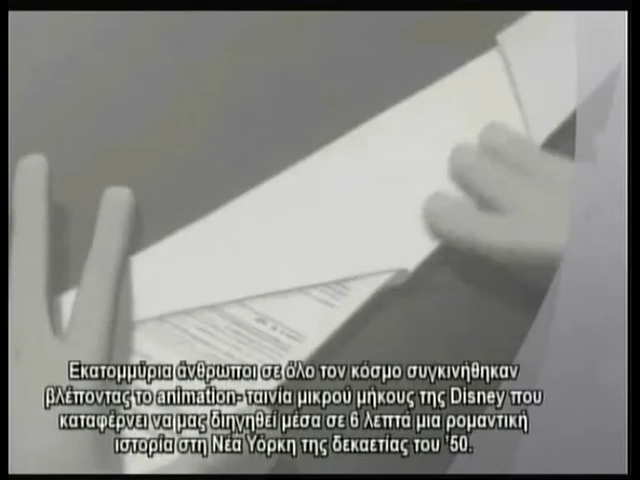 Εκατομμύρια άνθρωποι σε όλο τον κόσμο συγκινήθηκαν
βλέποντας το animation- ταινία μικρού μήκους της Disney που
καταφέρνει να μας διηγηθεί μέσα σε 6 λεπτά μια ρομαντική
ιστορία στη Νέα Υόρκη της δεκαετίας του '50.